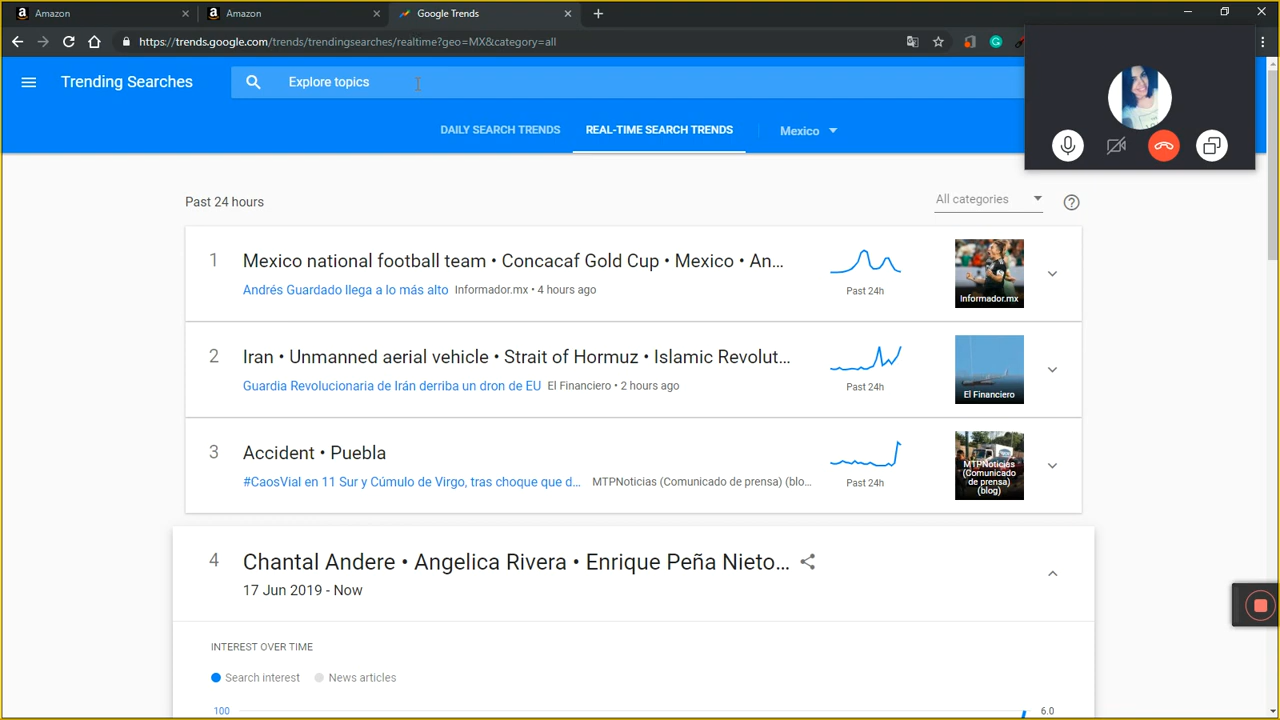 Amazon
Amazon
Google Trends
https://trends.google.com/trends/trendingsearches/realtime?geo=MX&category=all
Trending Searches
Explore topics
DAILY SEARCH TRENDS
REAL-TIME SEARCH TRENDS
Mexico
Past 24 hours
All categories
1
Mexico national football team • Concacaf Gold Cup • Mexico • An...
Andrés Guardado llega a lo más alto Informador.mx • 4 hours ago
Past 24h
Informador.mx
2
Iran • Unmanned aerial vehicle • Strait of Hormuz • Islamic Revolut...
Guardia Revolucionaria de Irán derriba un dron de EU El Financiero • 2 hours ago
Past 24h
El Financiero
3
Accident • Puebla
#CaosVial en 11 Sur y Cúmulo de Virgo, tras choque que d... MTPNoticias (Comunicado de prensa) (blo...
Past 24h
MTPNoticias
(Comunicado
de prensa)
(blog)
4
Chantal Andere • Angelica Rivera • Enrique Peña Nieto...
17 Jun 2019 - Now
INTEREST OVER TIME
Search interest
News articles
100
6.0